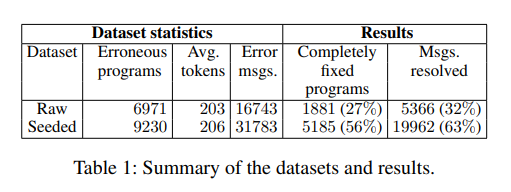 Dataset statistics Results
Dataset Erroneous Avg. Error Completely Msgs.
programs tokens msgs. fixed resolved
programs
Raw 6971 203 16743 1881 (27%) 5366 (32%)
Seeded 9230 206 31783 5185 (56%) 19962 (63%)
Table 1: Summary of the datasets and results.